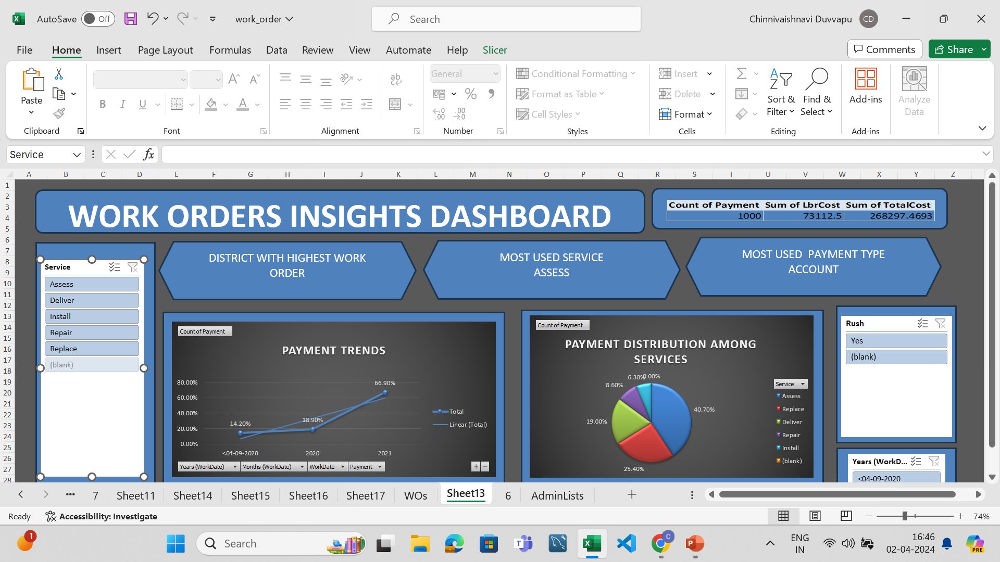 AutoSave Off work_order Search Chinnivaishnavi Duvvapu CD
File Home Insert Page Layout Formulas Data Review View Automate Help Slicer Comments Share
Paste
General
Conditional Formatting
Format as Table
Cell Styles
Insert
Delete
Format
Sort & Filter
Find & Select
Add-ins
Analyze Data
Clipboard Font Alignment Number Styles Cells Editing Add-ins
Service fx
A B C D E F G H I J K L M N O P Q R S T U V W X Y Z
1
2
3
4
5
6
7
8
9
10
11
12
13
14
15
16
17
18
19
20
21
22
23
24
25
26
27
28
WORK ORDERS INSIGHTS DASHBOARD
Count of Payment Sum of LbrCost Sum of TotalCost
1000 73112.5 268297.4693
Service
Assess
Deliver
Install
Repair
Replace
(blank)
DISTRICT WITH HIGHEST WORK
ORDER
MOST USED SERVICE
ASSESS
MOST USED PAYMENT TYPE
ACCOUNT
Count of Payment
PAYMENT TRENDS
80.00%
60.00%
40.00%
20.00%
0.00%
14.20%
18.90%
66.90%
<04-09-2020 2020 2021
Total
Linear (Total)
Years (WorkDate) Months (WorkDate) WorkDate Payment + −
Count of Payment
PAYMENT DISTRIBUTION AMONG
SERVICES
6.30% 0.00%
8.60%
19.00%
40.70%
25.40%
Service
Assess
Replace
Deliver
Repair
Install
(blank)
Rush
Yes
(blank)
Years (WorkD...
<04-09-2020
7 Sheet11 Sheet14 Sheet15 Sheet16 Sheet17 WOs Sheet13 6 AdminLists
Ready Accessibility: Investigate 74%
1 Search ENG IN 16:46 02-04-2024 PRE